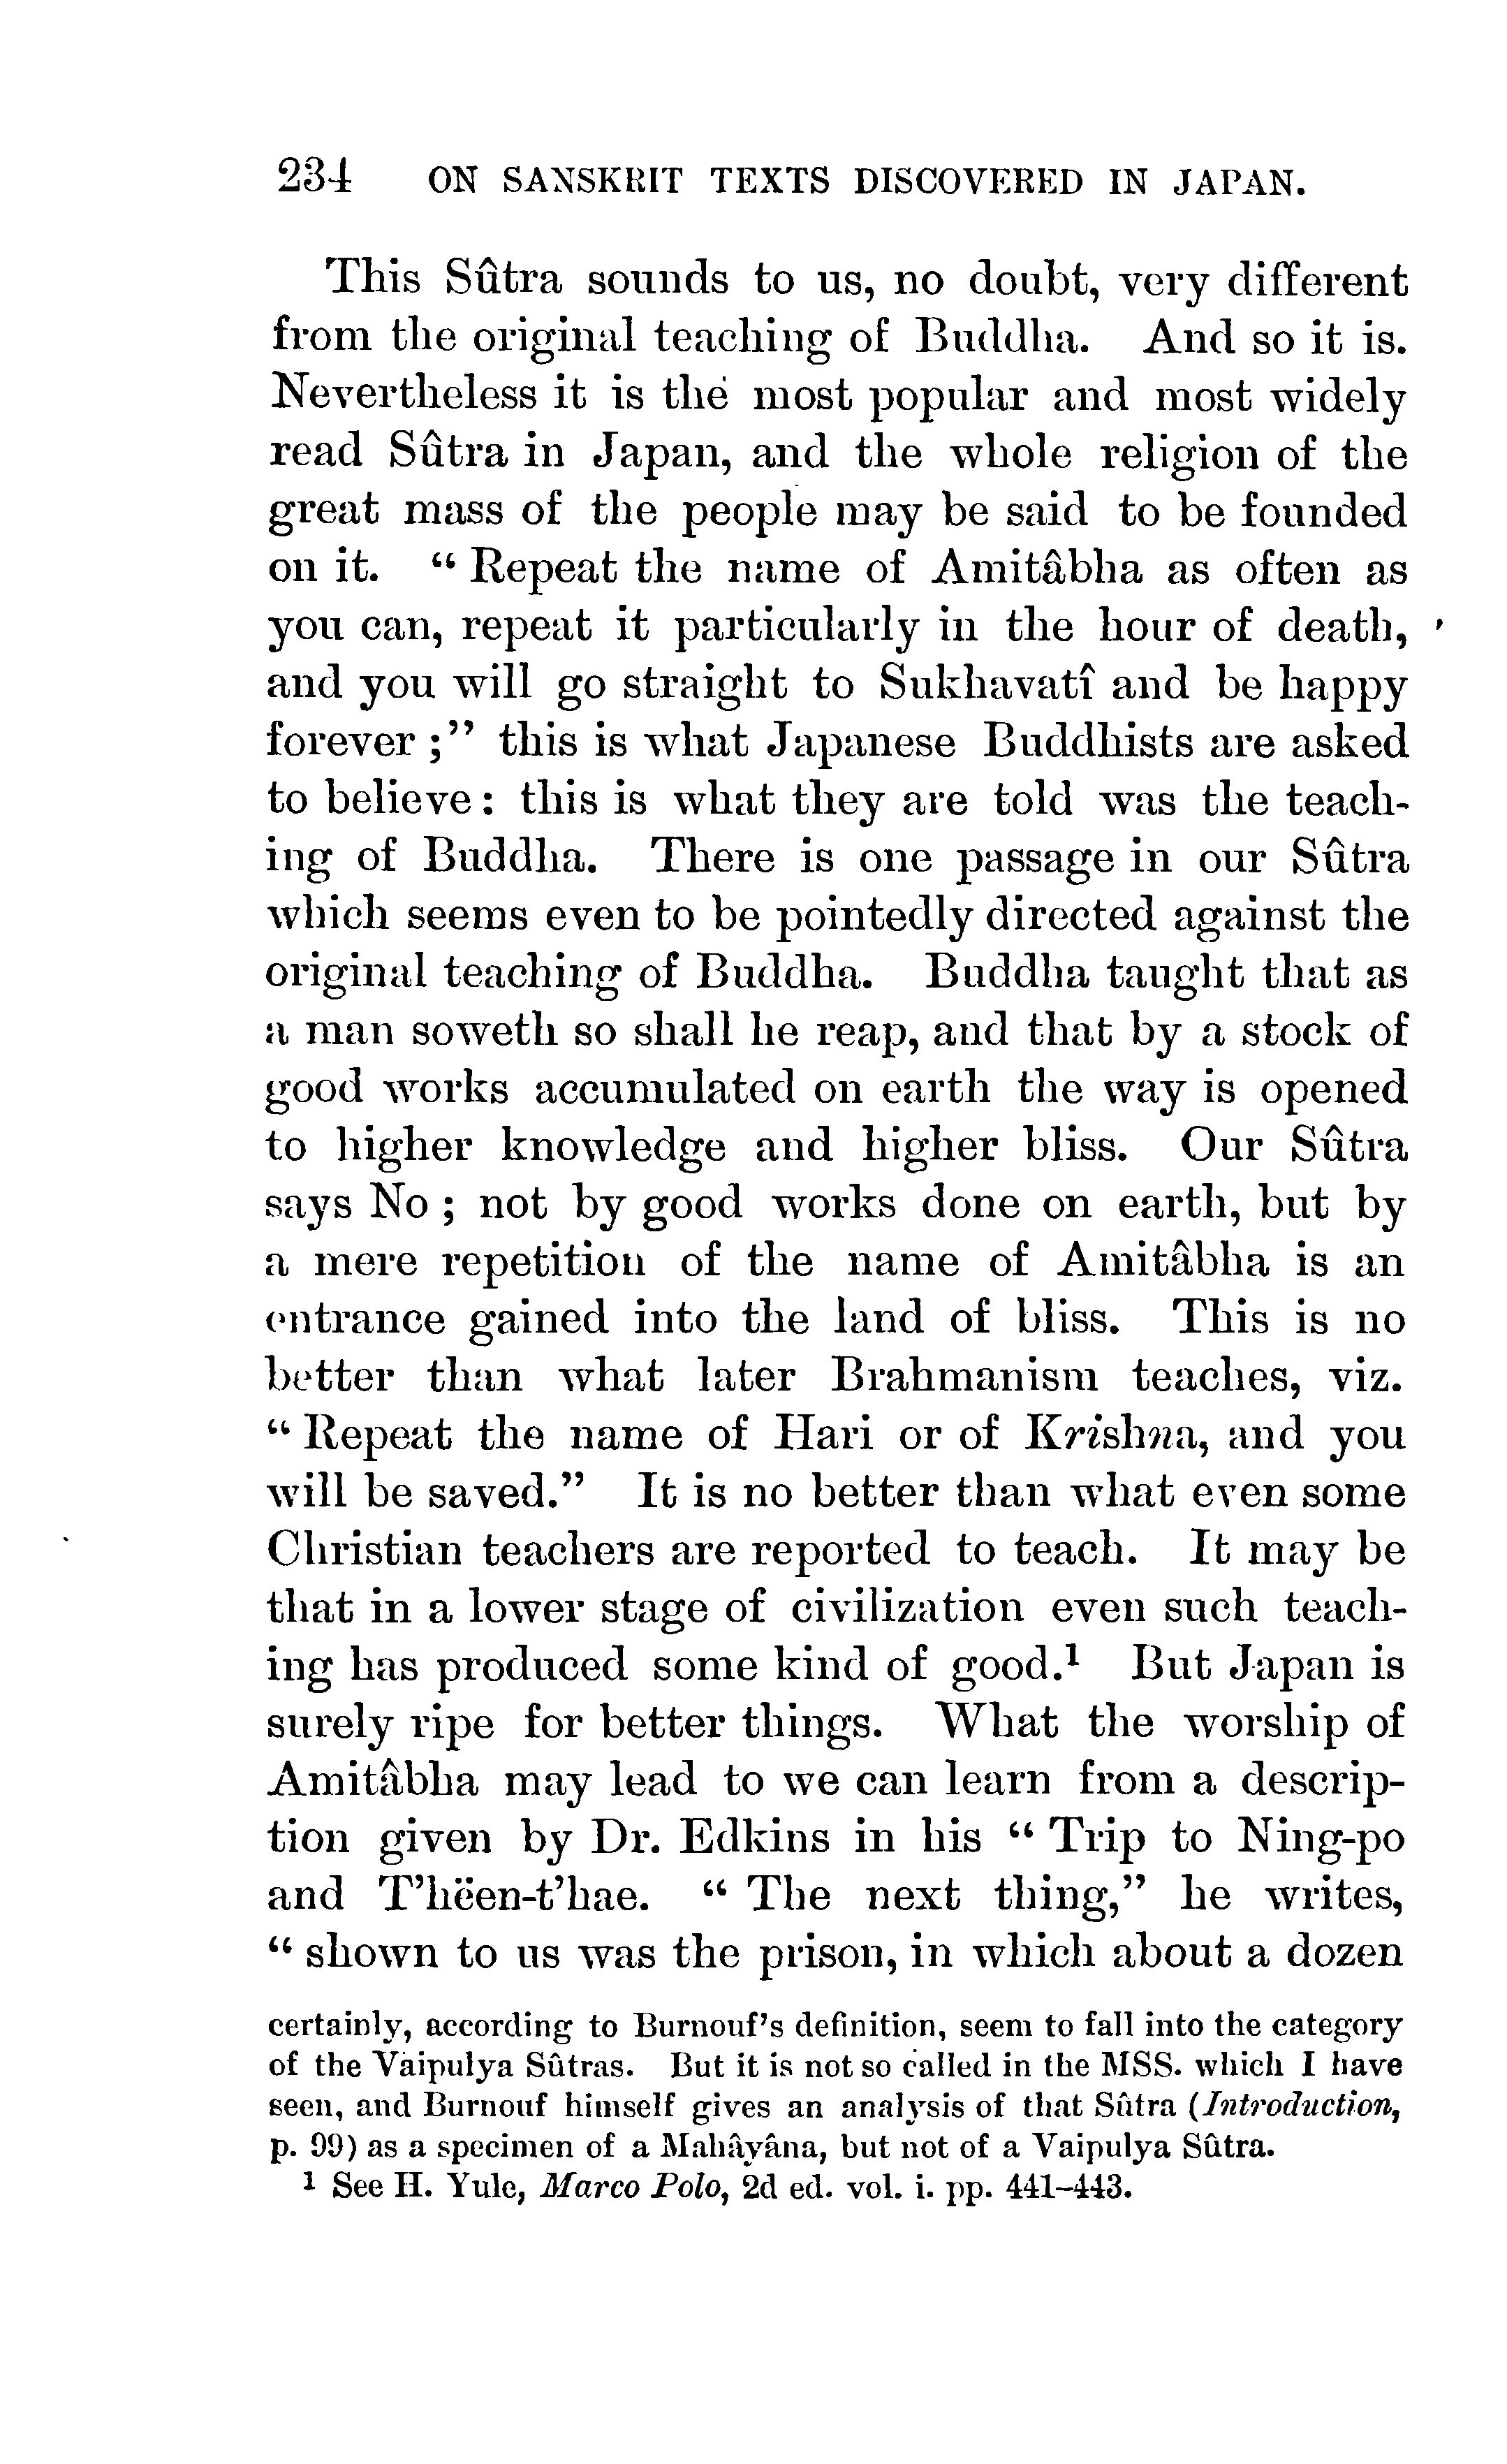 234 ON SANSKRIT TEXTS DISCOVERED IN JAPAN.
This Sûtra sounds to us, no doubt, very different
from the original teaching of Buddha. And so it is.
Nevertheless it is the most popular and most widely
read Sûtra in Japan, and the whole religion of the
great mass of the people may be said to be founded
on it. “ Repeat the name of Amitâbha as often as
you can, repeat it particularly in the hour of death,
and you will go straight to Sukhavatî and be happy
forever ;” this is what Japanese Buddhists are asked
to believe : this is what they are told was the teach-
ing of Buddha. There is one passage in our Sûtra
which seems even to be pointedly directed against the
original teaching of Buddha. Buddha taught that as
a man soweth so shall he reap, and that by a stock of
good works accumulated on earth the way is opened
to higher knowledge and higher bliss. Our Sûtra
says No ; not by good works done on earth, but by
a mere repetition of the name of Amitâbha is an
entrance gained into the land of bliss. This is no
better than what later Brahmanism teaches, viz.
“ Repeat the name of Hari or of Krishna, and you
will be saved.” It is no better than what even some
Christian teachers are reported to teach. It may be
that in a lower stage of civilization even such teach-
ing has produced some kind of good.¹ But Japan is
surely ripe for better things. What the worship of
Amitâbha may lead to we can learn from a descrip-
tion given by Dr. Edkins in his “ Trip to Ning-po
and T’hëen-t’hae. “ The next thing,” he writes,
“ shown to us was the prison, in which about a dozen
certainly, according to Burnouf’s definition, seem to fall into the category
of the Vaipulya Sûtras. But it is not so called in the MSS. which I have
seen, and Burnouf himself gives an analysis of that Sûtra (Introduction,
p. 99) as a specimen of a Mahâyâna, but not of a Vaipulya Sûtra.
¹ See H. Yule, Marco Polo, 2d ed. vol. i. pp. 441–443.